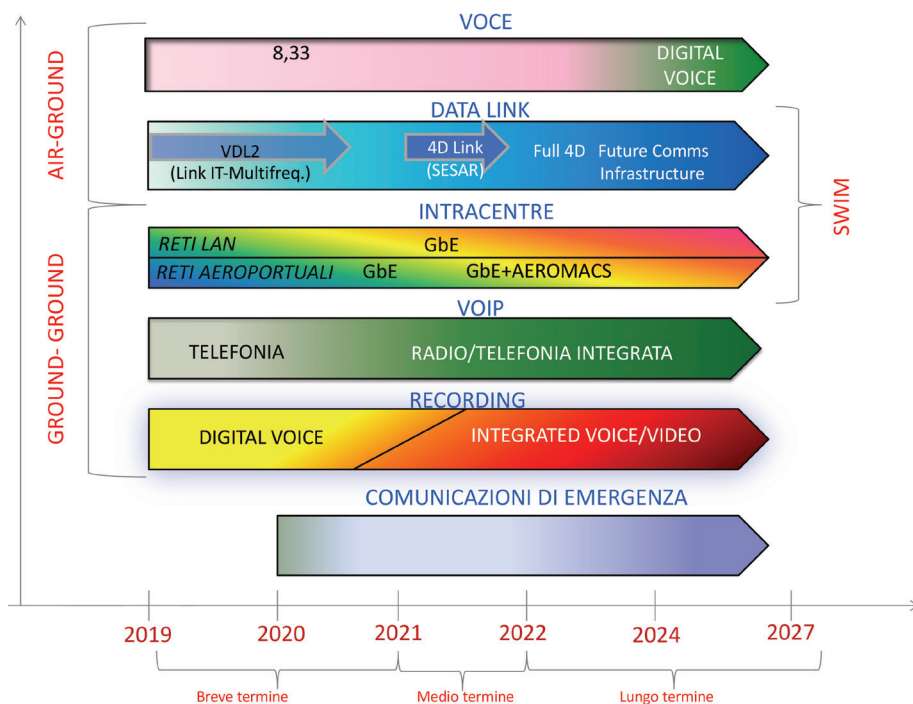 VOCE
8,33
DIGITAL
VOICE
AIR-GROUND
DATA LINK
VDL2
(Link IT-Multifreq.)
4D Link
(SESAR)
Full 4D Future Comms
Infrastructure
SWIM
INTRACENTRE
RETI LAN
GbE
RETI AEROPORTUALI
GbE
GbE+AEROMACS
GROUND- GROUND
VOIP
TELEFONIA
RADIO/TELEFONIA INTEGRATA
RECORDING
DIGITAL VOICE
INTEGRATED VOICE/VIDEO
COMUNICAZIONI DI EMERGENZA
2019 2020 2021 2022 2024 2027
Breve termine Medio termine Lungo termine